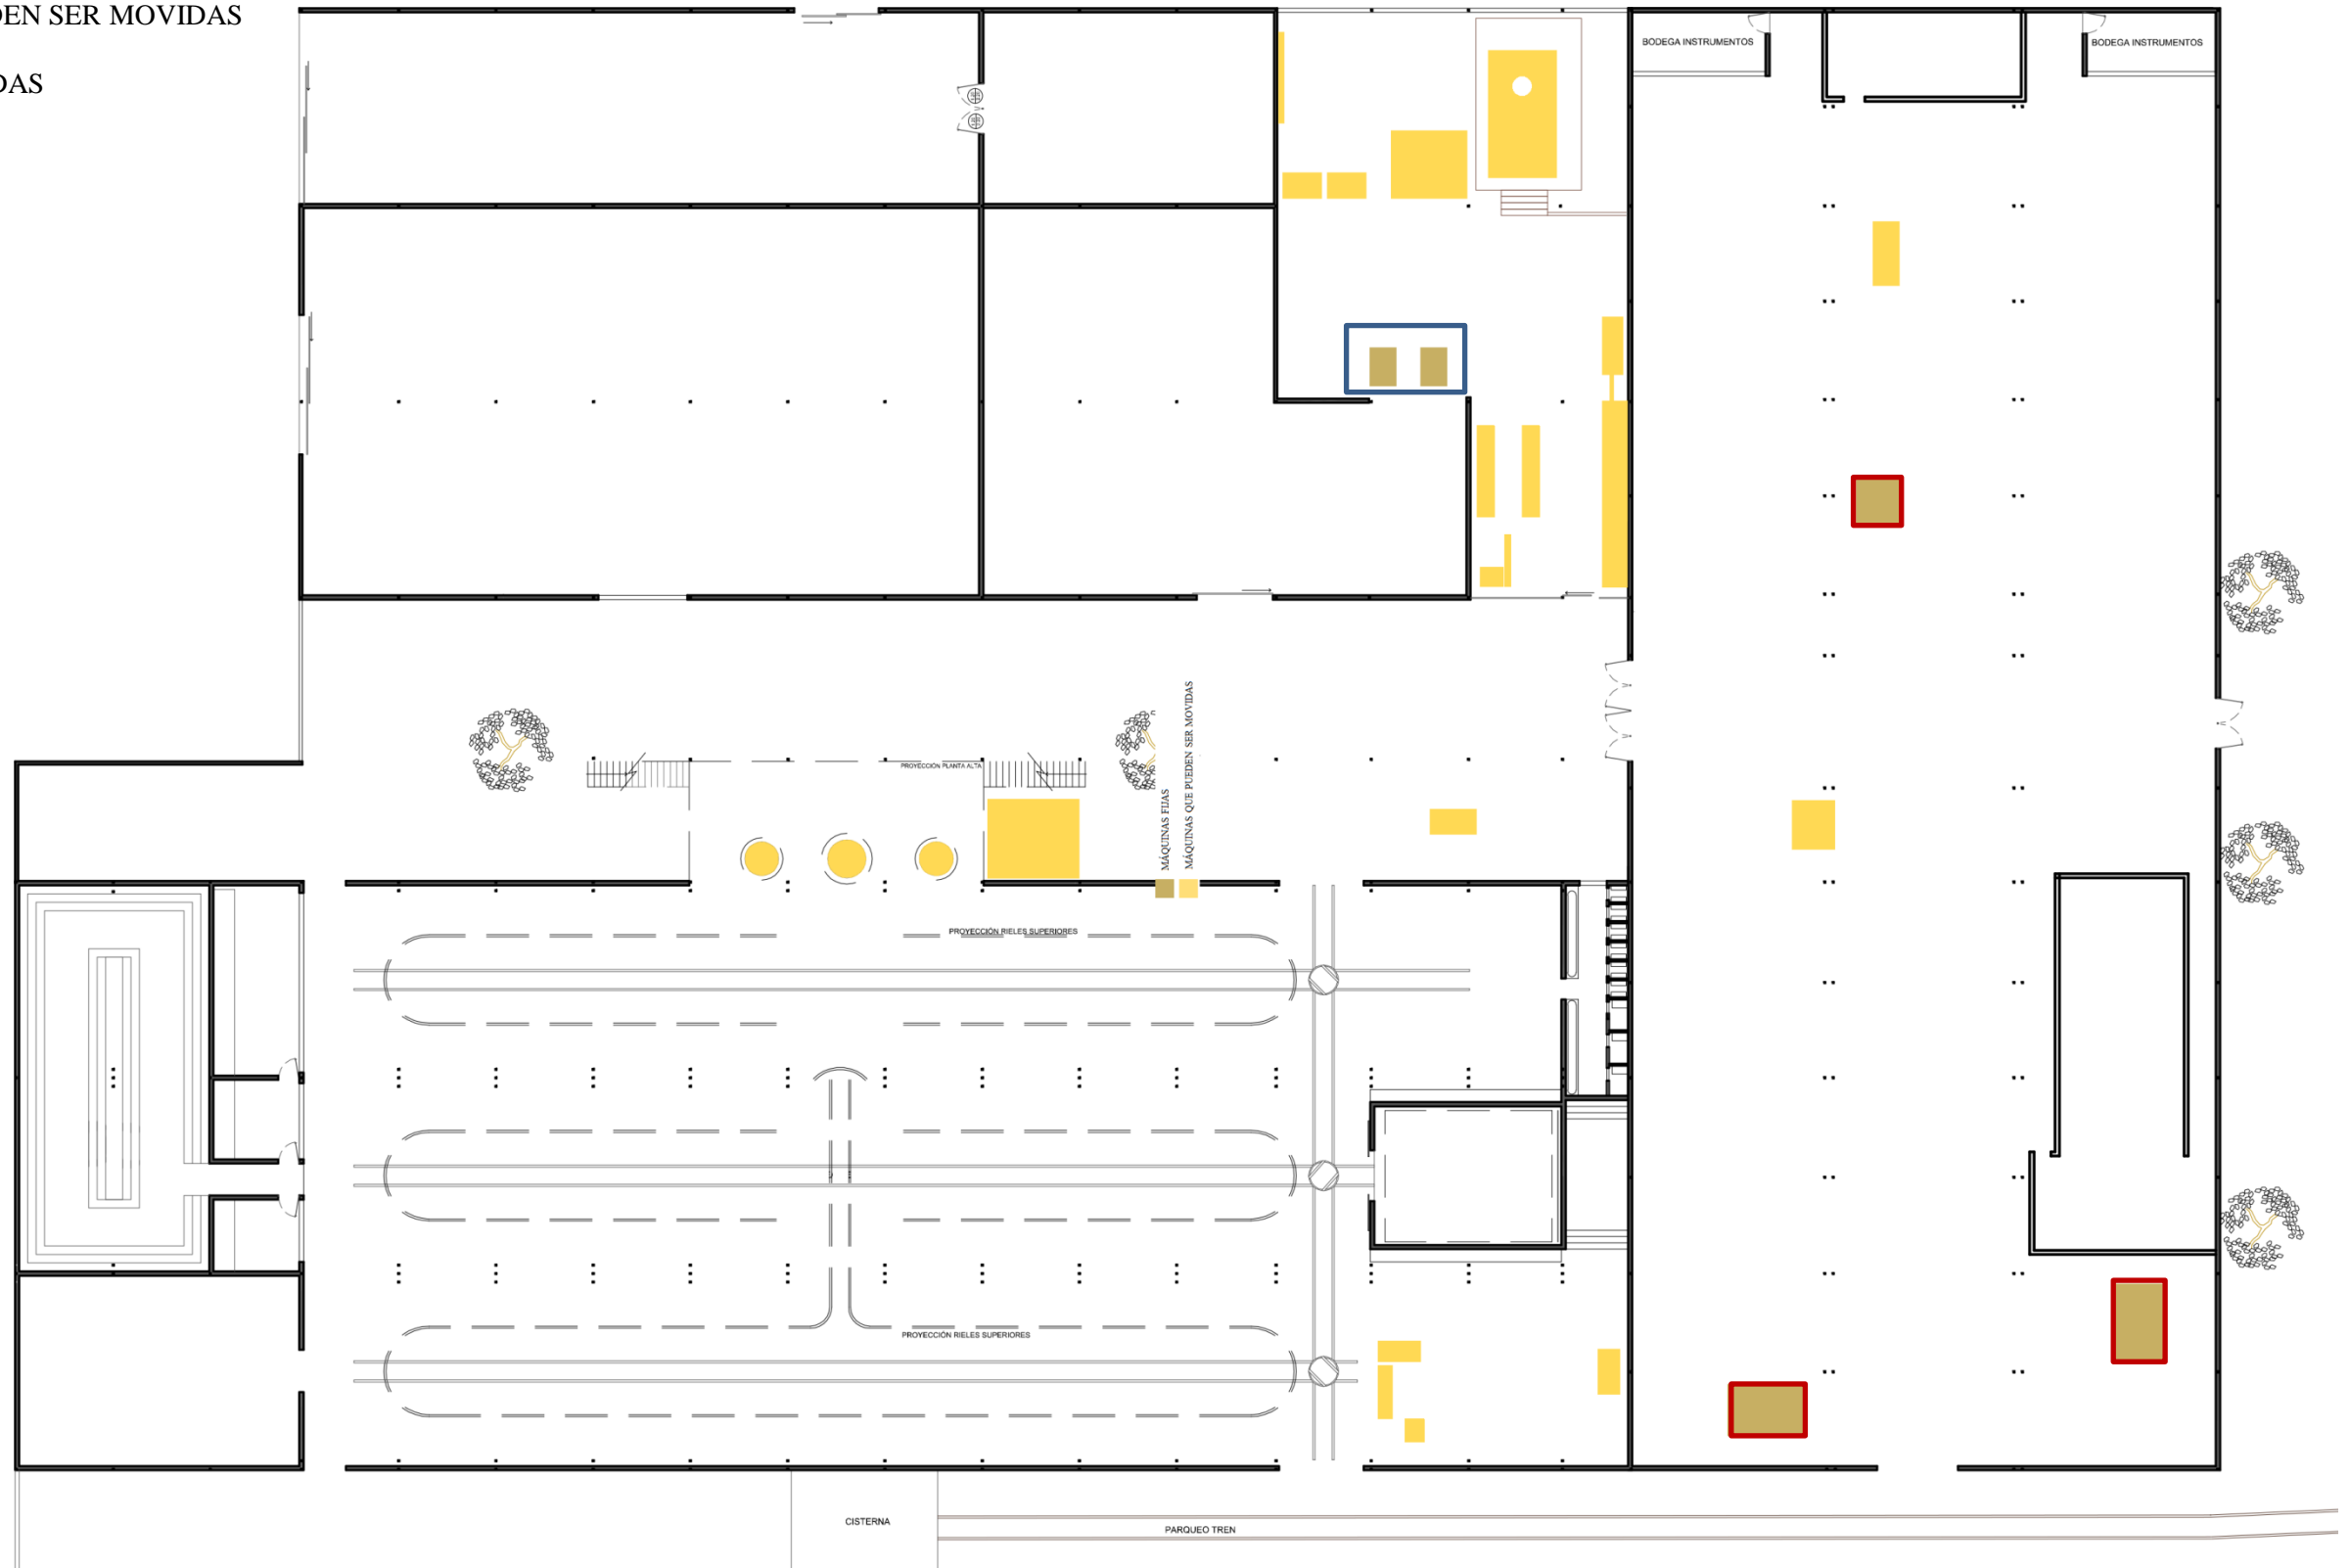 DEN SER MOVIDAS
DAS
BODEGA INSTRUMENTOS
BODEGA INSTRUMENTOS
MÁQUINAS FIJAS
MÁQUINAS QUE PUEDEN SER MOVIDAS
PROYECCIÓN PLANTA ALTA
PROYECCIÓN RIELES SUPERIORES
PROYECCIÓN RIELES SUPERIORES
CISTERNA
PARQUEO TREN